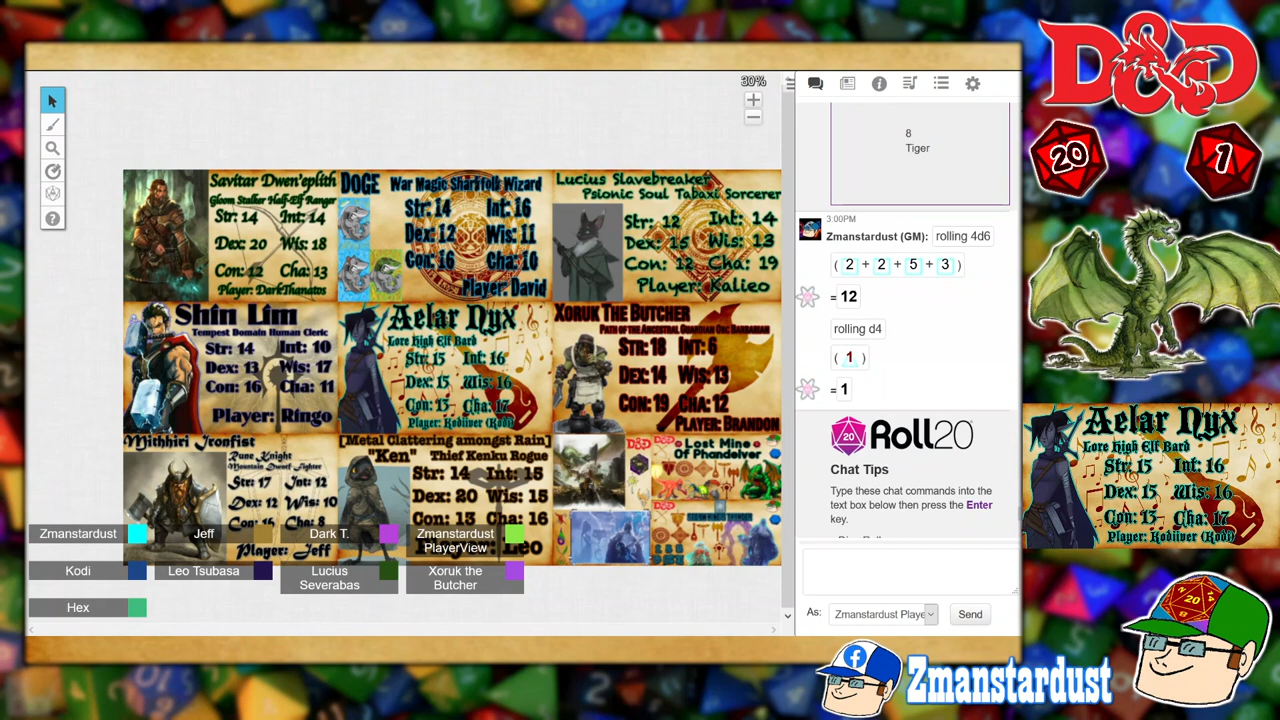 30%
Savitar Dwen'eplith
Gloom Stalker Half-Elf Ranger
Str: 14 Int: 14
Dex: 20 Wis: 18
Con: 12 Cha: 13
Player: DarkThanatos
DOGE War Magic Sharkfolk Wizard
Str: 14 Int: 16
Dex: 12 Wis: 11
Con: 16 Cha: 10
Player: David
Lucius Slavebreaker
Psionic Soul Tabaxi Sorcerer
Str: 12 Int: 14
Dex: 15 Wis: 13
Con: 12 Cha: 19
Player: Kalieo
Shin Lim
Tempest Domain Human Cleric
Str: 14 Int: 10
Dex: 13 Wis: 17
Con: 16 Cha: 11
Player: Ringo
Aelar Nyx
Lore High Elf Bard
Str: 15 Int: 16
Dex: 15 Wis: 16
Con: 13 Cha: 17
Player: Kodiiver (Kodi)
Xoruk The Butcher
Path of the Ancestral Guardian Orc Barbarian
Str: 18 Int: 6
Dex: 14 Wis: 13
Con: 19 Cha: 12
Player: Brandon
Mithhiri Ironfist
Rune Knight
Mountain Dwarf Fighter
Str: 17 Int: 12
Dex: 12 Wis: 10
Con: 16 Cha: 8
Player: Jeff
[Metal Clattering amongst Rain]
"Ken" Thief Kenku Rogue
Str: 14 Int: 15
Dex: 20 Wis: 15
Con: 13 Cha: 16
Leo
Lost Mine
Of Phandelver
Zmanstardust
Jeff
Dark T.
Zmanstardust
PlayerView
Kodi
Leo Tsubasa
Lucius
Severabas
Xoruk the
Butcher
Hex
8
Tiger
3:00PM
Zmanstardust (GM): rolling 4d6
( 2 + 2 + 5 + 3 )
= 12
rolling d4
( 1 )
= 1
20 Roll20
Chat Tips
Type these chat commands into the
text box below then press the Enter
key.
As: Zmanstardust Playe
Send
D&D
20
1
Aelar Nyx
Lore High Elf Bard
Str: 15 Int: 16
Dex: 15 Wis: 16
Con: 13 Cha: 17
Player: Kodiiver (Kodi)
20
f
Zmanstardust